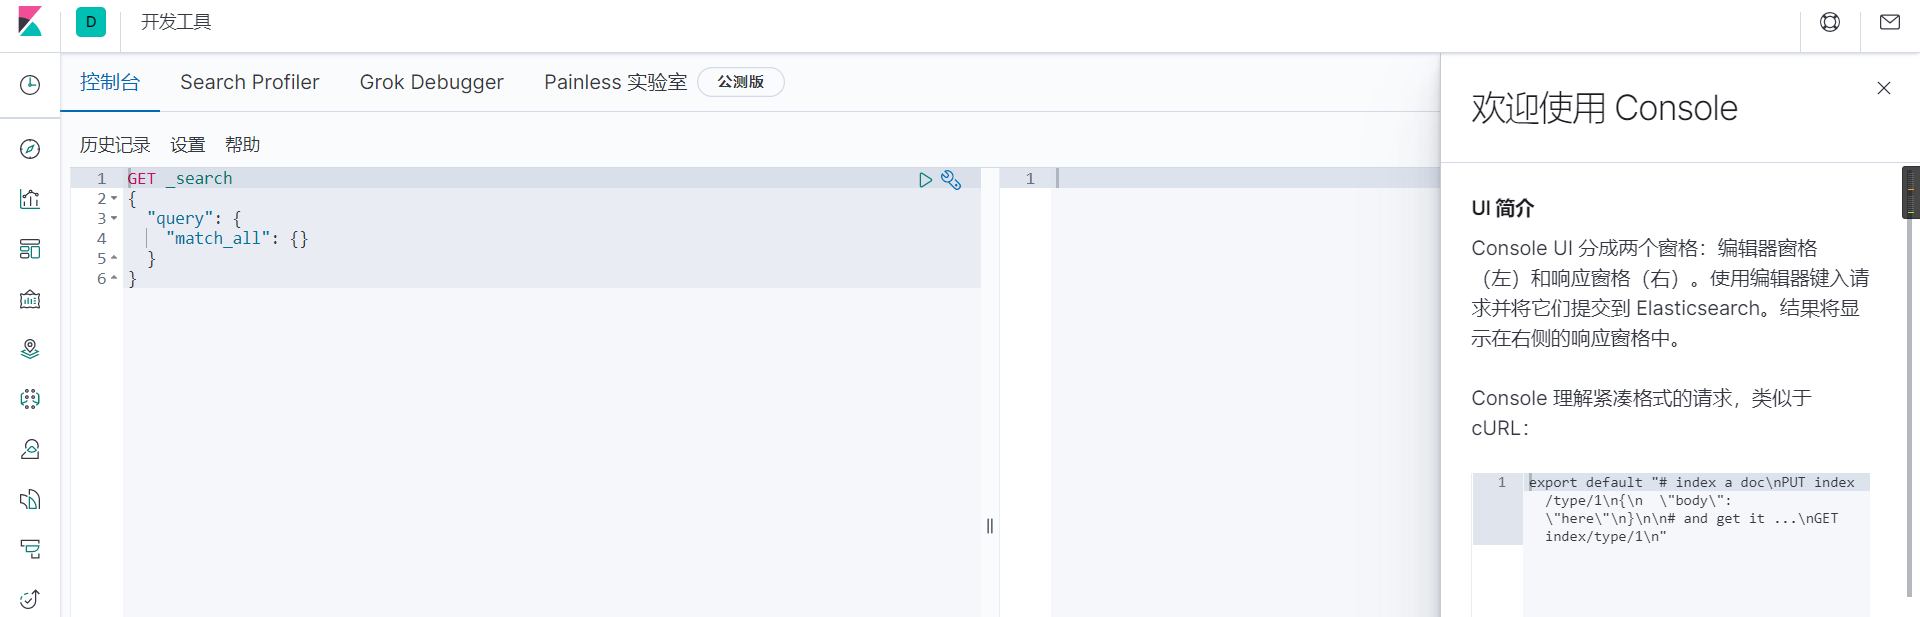 D
开发工具
控制台 Search Profiler Grok Debugger Painless 实验室 公测版
历史记录 设置 帮助
1 GET _search
2 {
3 "query": {
4 "match_all": {}
5 }
6 }
1
欢迎使用 Console
UI 简介
Console UI 分成两个窗格：编辑器窗格
（左）和响应窗格（右）。使用编辑器键入请
求并将它们提交到 Elasticsearch。结果将显
示在右侧的响应窗格中。
Console 理解紧凑格式的请求，类似于
cURL：
1 export default "# index a doc\nPUT index
/type/1\n{\n  \"body\":
\"here\"\n}\n\n# and get it ...\nGET
index/type/1\n"